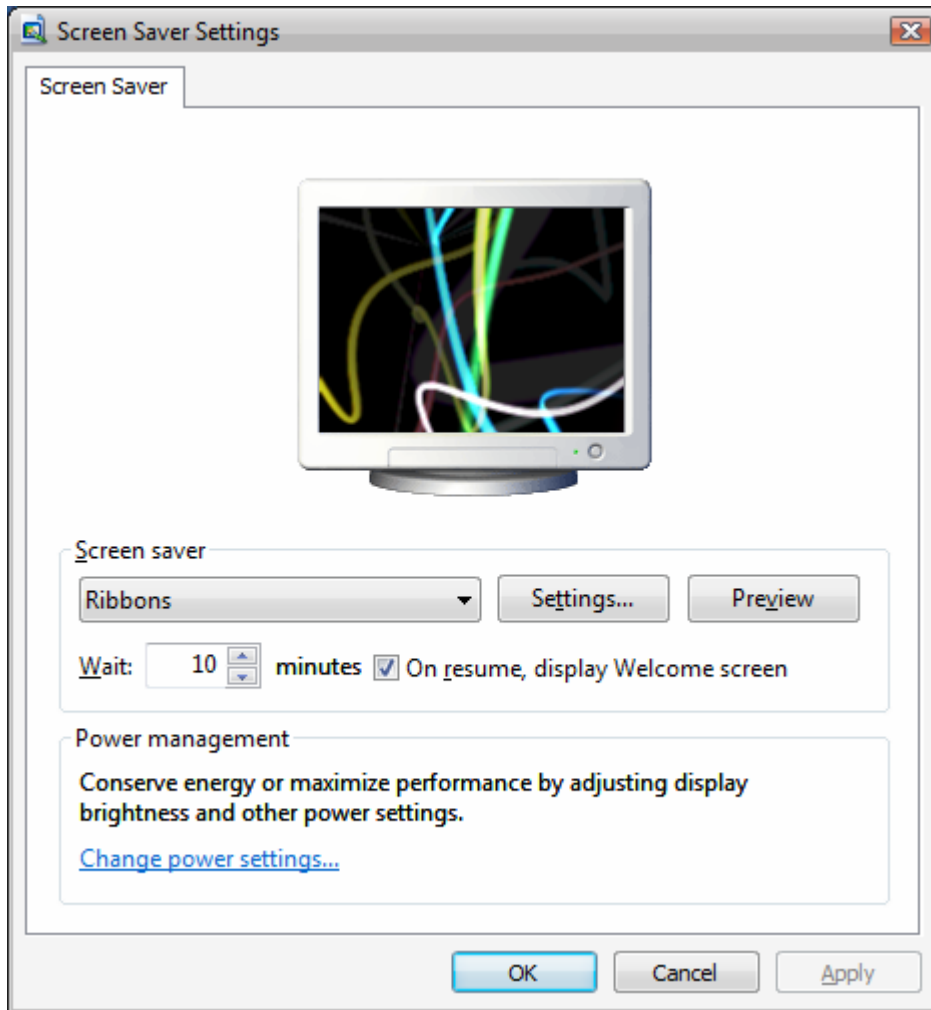 Screen Saver Settings
Screen Saver
Screen saver
Ribbons Settings... Preview
Wait: 10 minutes On resume, display Welcome screen
Power management
Conserve energy or maximize performance by adjusting display
brightness and other power settings.
Change power settings...
OK Cancel Apply